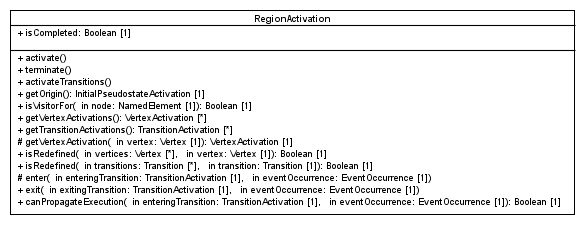 RegionActivation
+ isCompleted: Boolean [1]
+ activate()
+ terminate()
+ activateTransitions()
+ getOrigin(): InitialPseudostateActivation [1]
+ isVisitorFor( in node: NamedElement [1]): Boolean [1]
+ getVertexActivations(): VertexActivation [*]
+ getTransitionActivations(): TransitionActivation [*]
# getVertexActivation( in vertex: Vertex [1]): VertexActivation [1]
+ isRedefined( in vertices: Vertex [*], in vertex: Vertex [1]): Boolean [1]
+ isRedefined( in transitions: Transition [*], in transition: Transition [1]): Boolean [1]
# enter( in enteringTransition: TransitionActivation [1], in eventOccurrence: EventOccurrence [1])
+ exit( in exitingTransition: TransitionActivation [1], in eventOccurrence: EventOccurrence [1])
+ canPropagateExecution( in enteringTransition: TransitionActivation [1], in eventOccurrence: EventOccurrence [1]): Boolean [1]